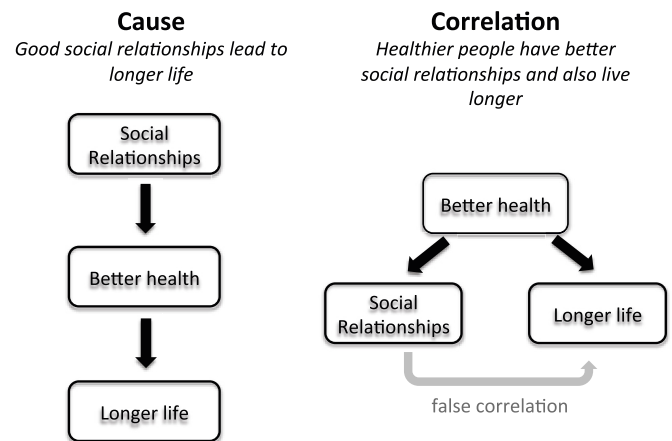 Cause
Good social relationships lead to
longer life
Social
Relationships
Better health
Longer life
Correlation
Healthier people have better
social relationships and also live
longer
Better health
Social
Relationships
Longer life
false correlation